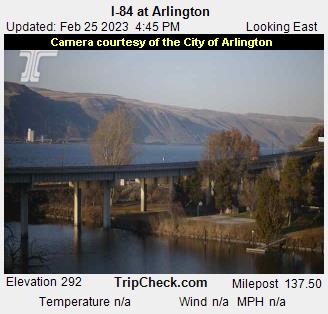 I-84 at Arlington
Updated: Feb 25 2023 4:45 PM Looking East
Camera courtesy of the City of Arlington
Elevation 292 TripCheck.com Milepost 137.50
Temperature n/a Wind n/a MPH n/a